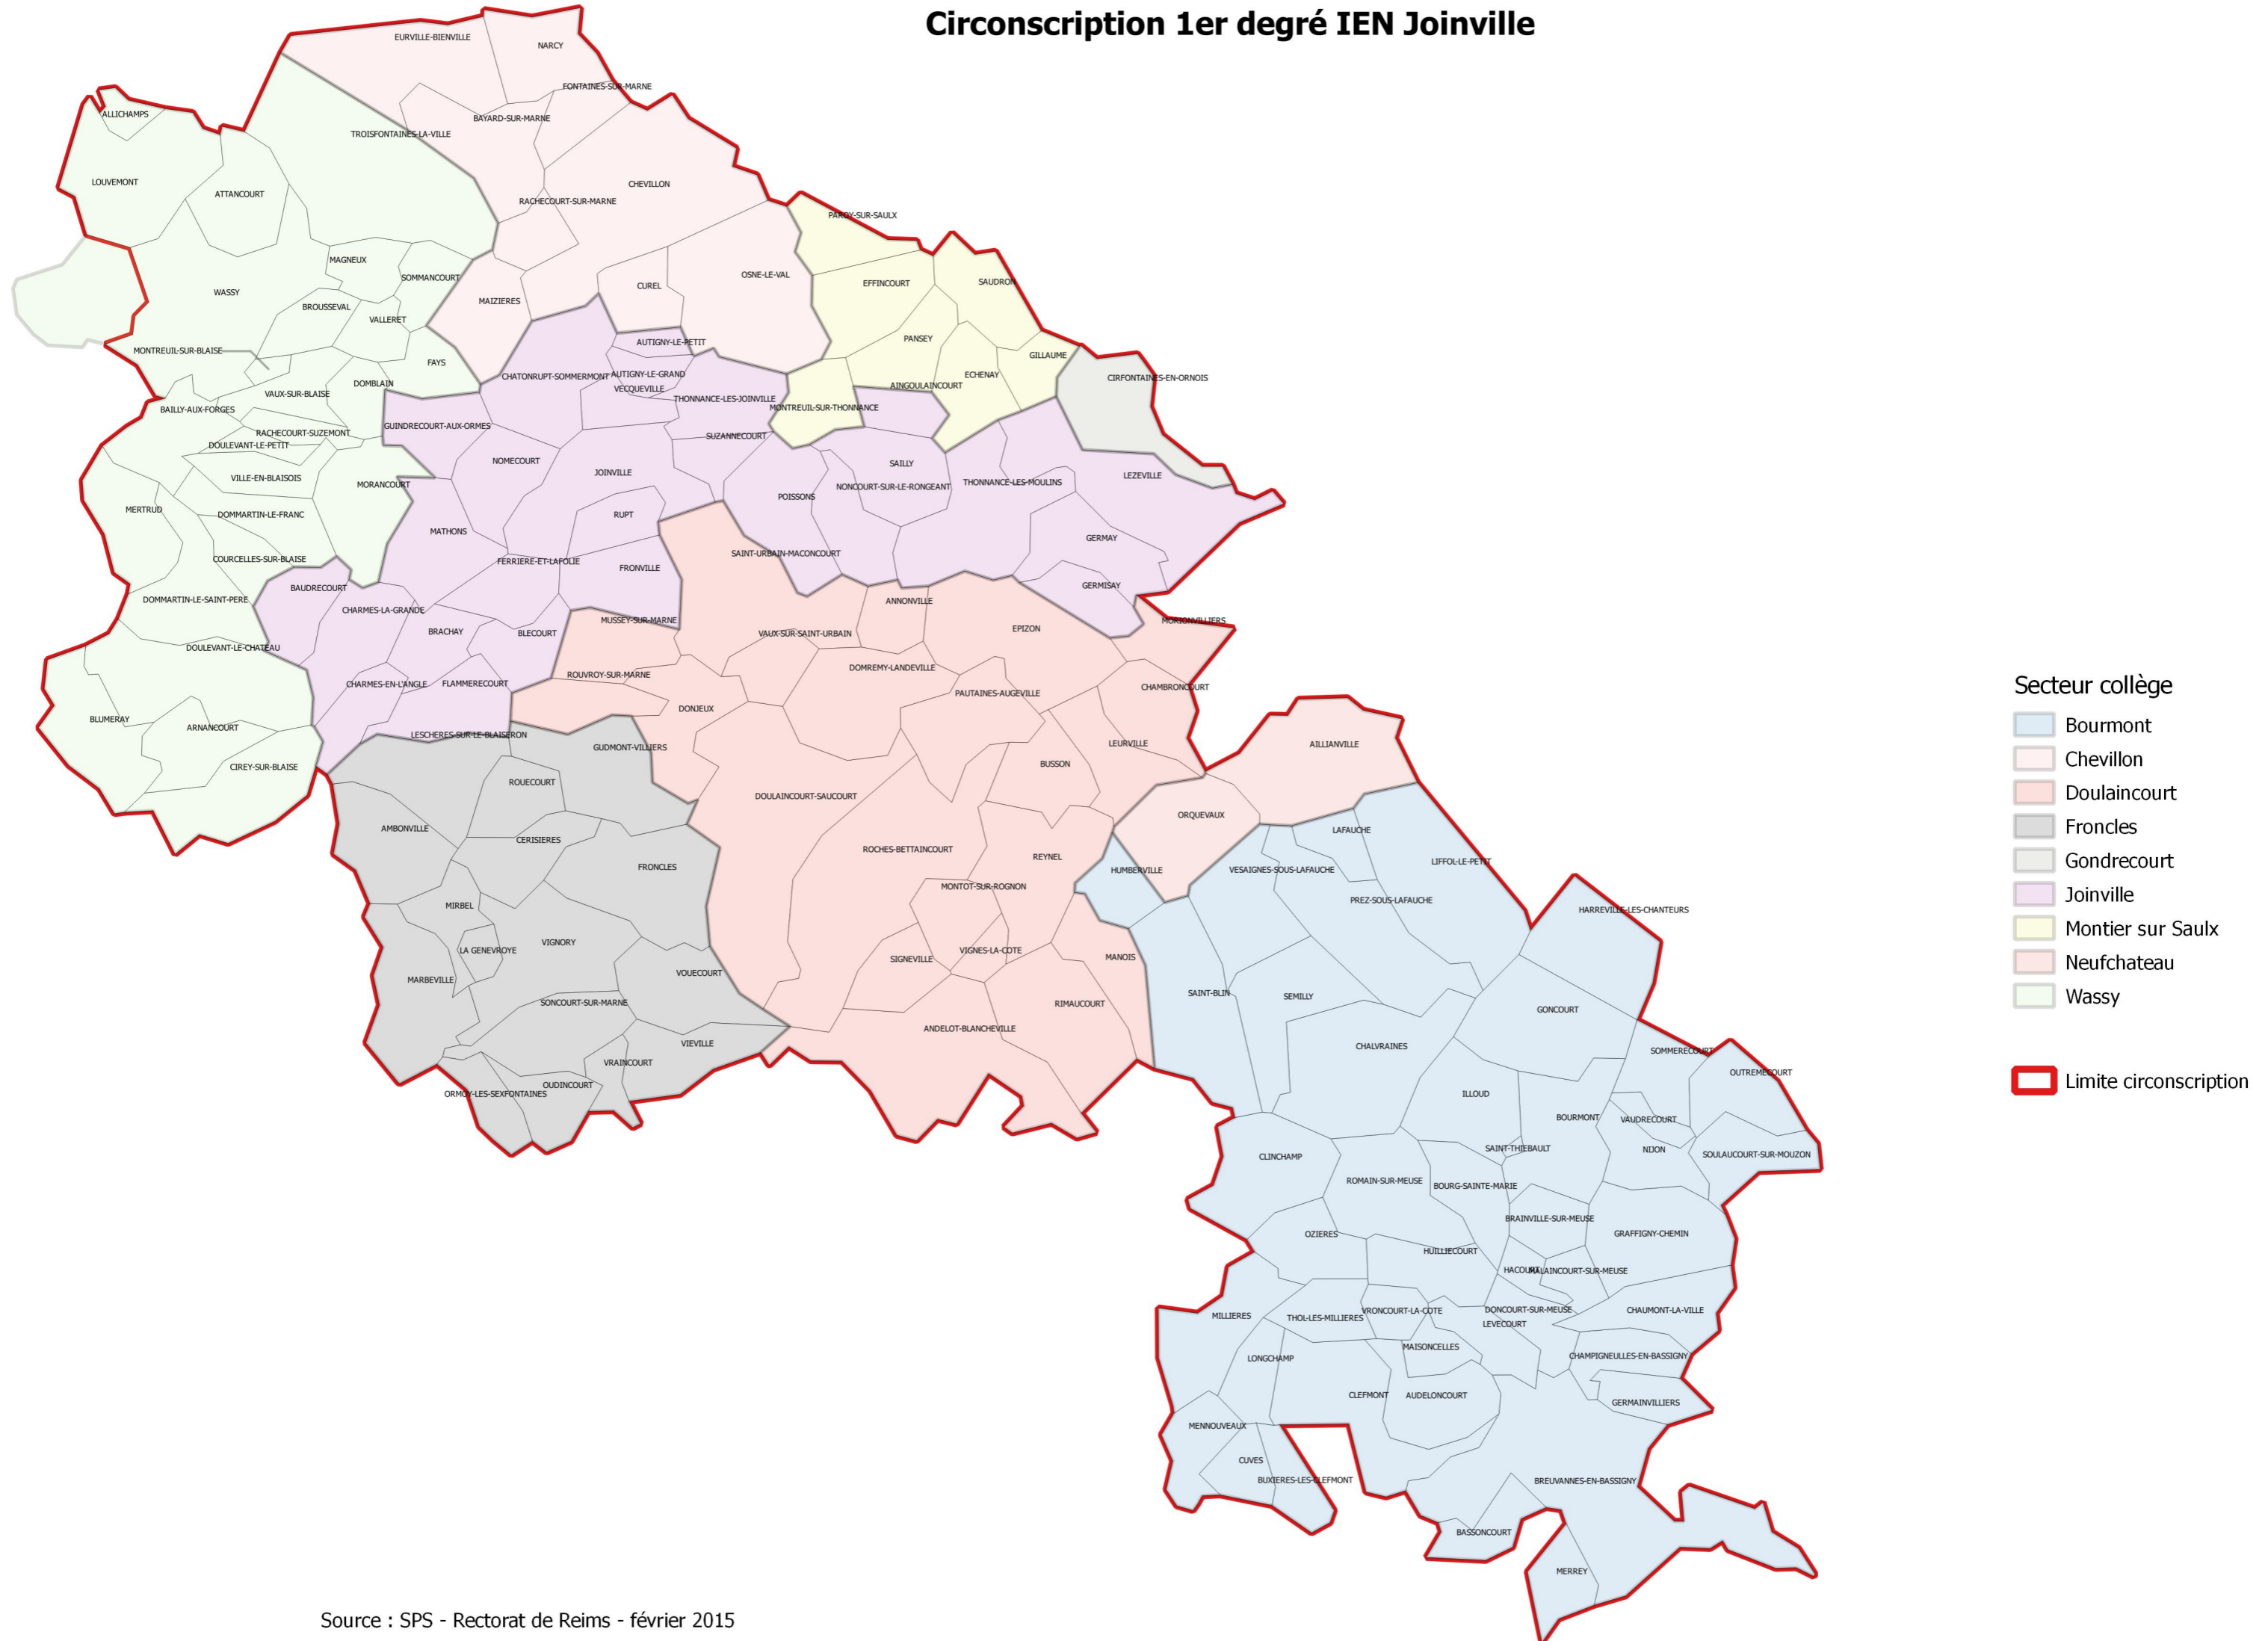 Circonscription 1er degré IEN Joinville
EURVILLE-BIENVILLE
NARCY
FONTAINES-SUR-MARNE
ALLICHAMPS
BAYARD-SUR-MARNE
TROISFONTAINES-LA-VILLE
LOUVEMONT
CHEVILLON
ATTANCOURT
RACHECOURT-SUR-MARNE
PAROY-SUR-SAULX
MAGNEUX
SOMMANCOURT
OSNE-LE-VAL
SAUDRON
EFFINCOURT
CUREL
WASSY
MAIZIERES
BROUSSEVAL
VALLERET
PANSEY
AUTIGNY-LE-PETIT
MONTREUIL-SUR-BLAISE
GILLAUME
FAYS
CHATONRUPT-SOMMERMONT
AUTIGNY-LE-GRAND
ECHENAY
CIRFONTAINES-EN-ORNOIS
DOMBLAIN
AINGOULAINCOURT
VECQUEVILLE
VAUX-SUR-BLAISE
THONNANCE-LES-JOINVILLE
MONTREUIL-SUR-THONNANCE
BAILLY-AUX-FORGES
GUINDRECOURT-AUX-ORMES
RACHECOURT-SUZEMONT
SUZANNECOURT
DOULEVANT-LE-PETIT
NOMECOURT
SAILLY
JOINVILLE
LEZEVILLE
VILLE-EN-BLAISOIS
THONNANCE-LES-MOULINS
MORANCOURT
NONCOURT-SUR-LE-RONGEANT
POISSONS
MERTRUD
DOMMARTIN-LE-FRANC
RUPT
MATHONS
GERMAY
SAINT-URBAIN-MACONCOURT
COURCELLES-SUR-BLAISE
FERRIERE-ET-LAFOLIE
FRONVILLE
GERMISAY
BAUDRECOURT
DOMMARTIN-LE-SAINT-PERE
ANNONVILLE
CHARMES-LA-GRANDE
MUSSEY-SUR-MARNE
MORIONVILLIERS
EPIZON
BRACHAY
BLECOURT
VAUX-SUR-SAINT-URBAIN
DOULEVANT-LE-CHATEAU
DOMREMY-LANDEVILLE
ROUVROY-SUR-MARNE
CHARMES-EN-L'ANGLE
FLAMMERECOURT
CHAMBRONCOURT
PAUTAINES-AUGEVILLE
Secteur collège
DONJEUX
BLUMERAY
Bourmont
ARNANCOURT
LESCHERES-SUR-LE-BLAISERON
LEURVILLE
AILLIANVILLE
GUDMONT-VILLIERS
Chevillon
BUSSON
CIREY-SUR-BLAISE
ROUECOURT
Doulaincourt
DOULAINCOURT-SAUCOURT
ORQUEVAUX
Froncles
AMBONVILLE
LAFAUCHE
CERISIERES
ROCHES-BETTAINCOURT
REYNEL
Gondrecourt
LIFFOL-LE-PETIT
FRONCLES
HUMBERVILLE
VESAIGNES-SOUS-LAFAUCHE
MONTOT-SUR-ROGNON
Joinville
PREZ-SOUS-LAFAUCHE
MIRBEL
HARREVILLE-LES-CHANTEURS
Montier sur Saulx
VIGNORY
LA GENEVROYE
VIGNES-LA-COTE
MANOIS
SIGNEVILLE
Neufchateau
VOUECOURT
MARBEVILLE
SAINT-BLIN
SEMILLY
Wassy
SONCOURT-SUR-MARNE
RIMAUCOURT
GONCOURT
ANDELOT-BLANCHEVILLE
VIEVILLE
CHALVRAINES
SOMMERECOURT
VRAINCOURT
OUTREMECOURT
Limite circonscription
OUDINCOURT
ORMOY-LES-SEXFONTAINES
ILLOUD
BOURMONT
VAUDRECOURT
SAINT-THIEBAULT
NIJON
SOULAUCOURT-SUR-MOUZON
CLINCHAMP
ROMAIN-SUR-MEUSE
BOURG-SAINTE-MARIE
BRAINVILLE-SUR-MEUSE
OZIERES
GRAFFIGNY-CHEMIN
HUILLIECOURT
HACOURT
MALAINCOURT-SUR-MEUSE
DONCOURT-SUR-MEUSE
CHAUMONT-LA-VILLE
VRONCOURT-LA-COTE
MILLIERES
THOL-LES-MILLIERES
LEVECOURT
MAISONCELLES
CHAMPIGNEULLES-EN-BASSIGNY
LONGCHAMP
CLEFMONT
AUDELONCOURT
GERMAINVILLIERS
MENNOUVEAUX
CUVES
BUXIERES-LES-CLEFMONT
BREUVANNES-EN-BASSIGNY
BASSONCOURT
MERREY
Source : SPS - Rectorat de Reims - février 2015